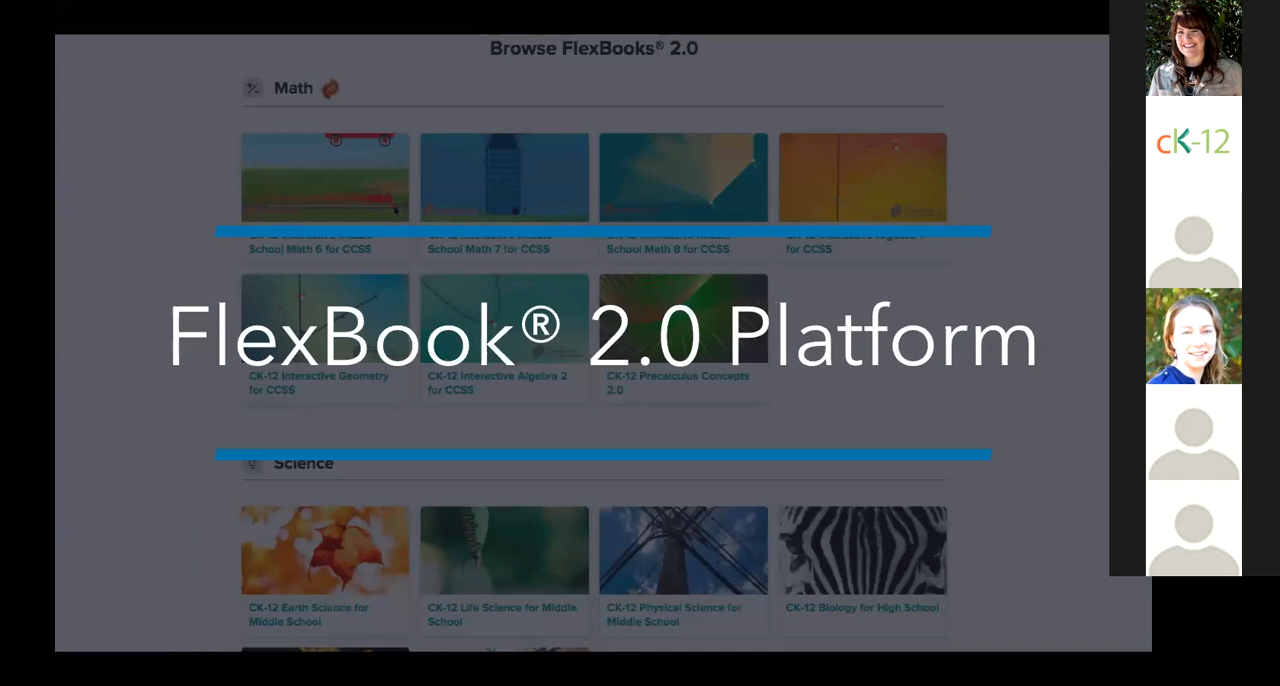 Browse FlexBooks® 2.0
Math
School Math 6 for CCSS
School Math 7 for CCSS
School Math 8 for CCSS
for CCSS
FlexBook® 2.0 Platform
CK-12 Interactive Geometry
for CCSS
CK-12 Interactive Algebra 2
for CCSS
CK-12 Precalculus Concepts
2.0
Science
CK-12 Earth Science for
Middle School
CK-12 Life Science for Middle
School
CK-12 Physical Science for
Middle School
CK-12 Biology for High School
cK-12